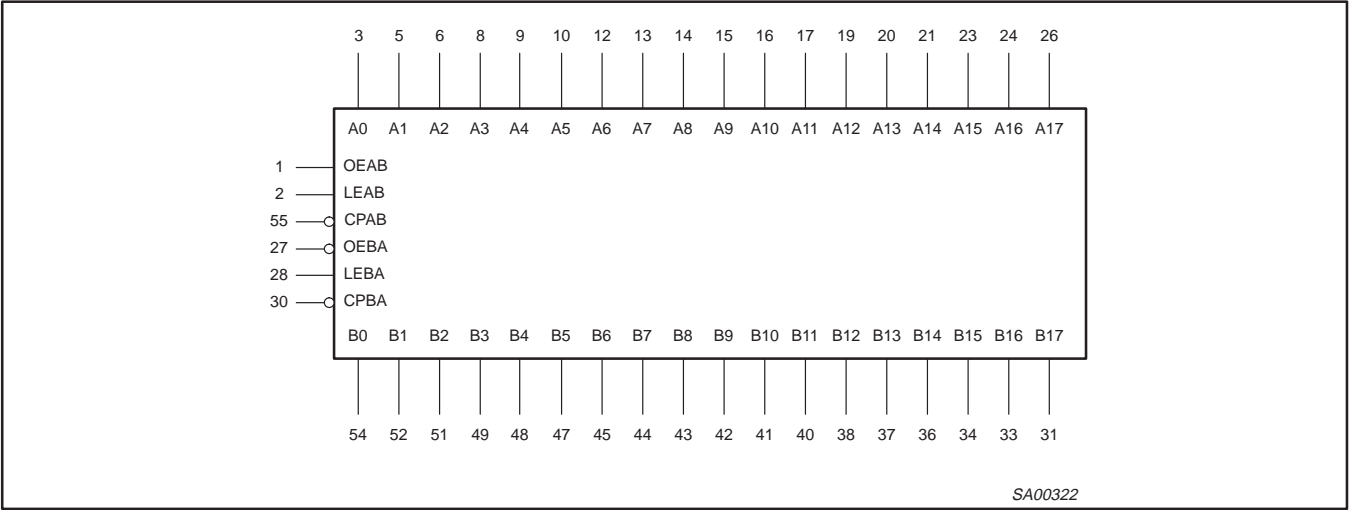 3 5 6 8 9 10 12 13 14 15 16 17 19 20 21 23 24 26
A0 A1 A2 A3 A4 A5 A6 A7 A8 A9 A10 A11 A12 A13 A14 A15 A16 A17
1 OEAB
2 LEAB
55 CPAB
27 OEBA
28 LEBA
30 CPBA
B0 B1 B2 B3 B4 B5 B6 B7 B8 B9 B10 B11 B12 B13 B14 B15 B16 B17
54 52 51 49 48 47 45 44 43 42 41 40 38 37 36 34 33 31
SA00322